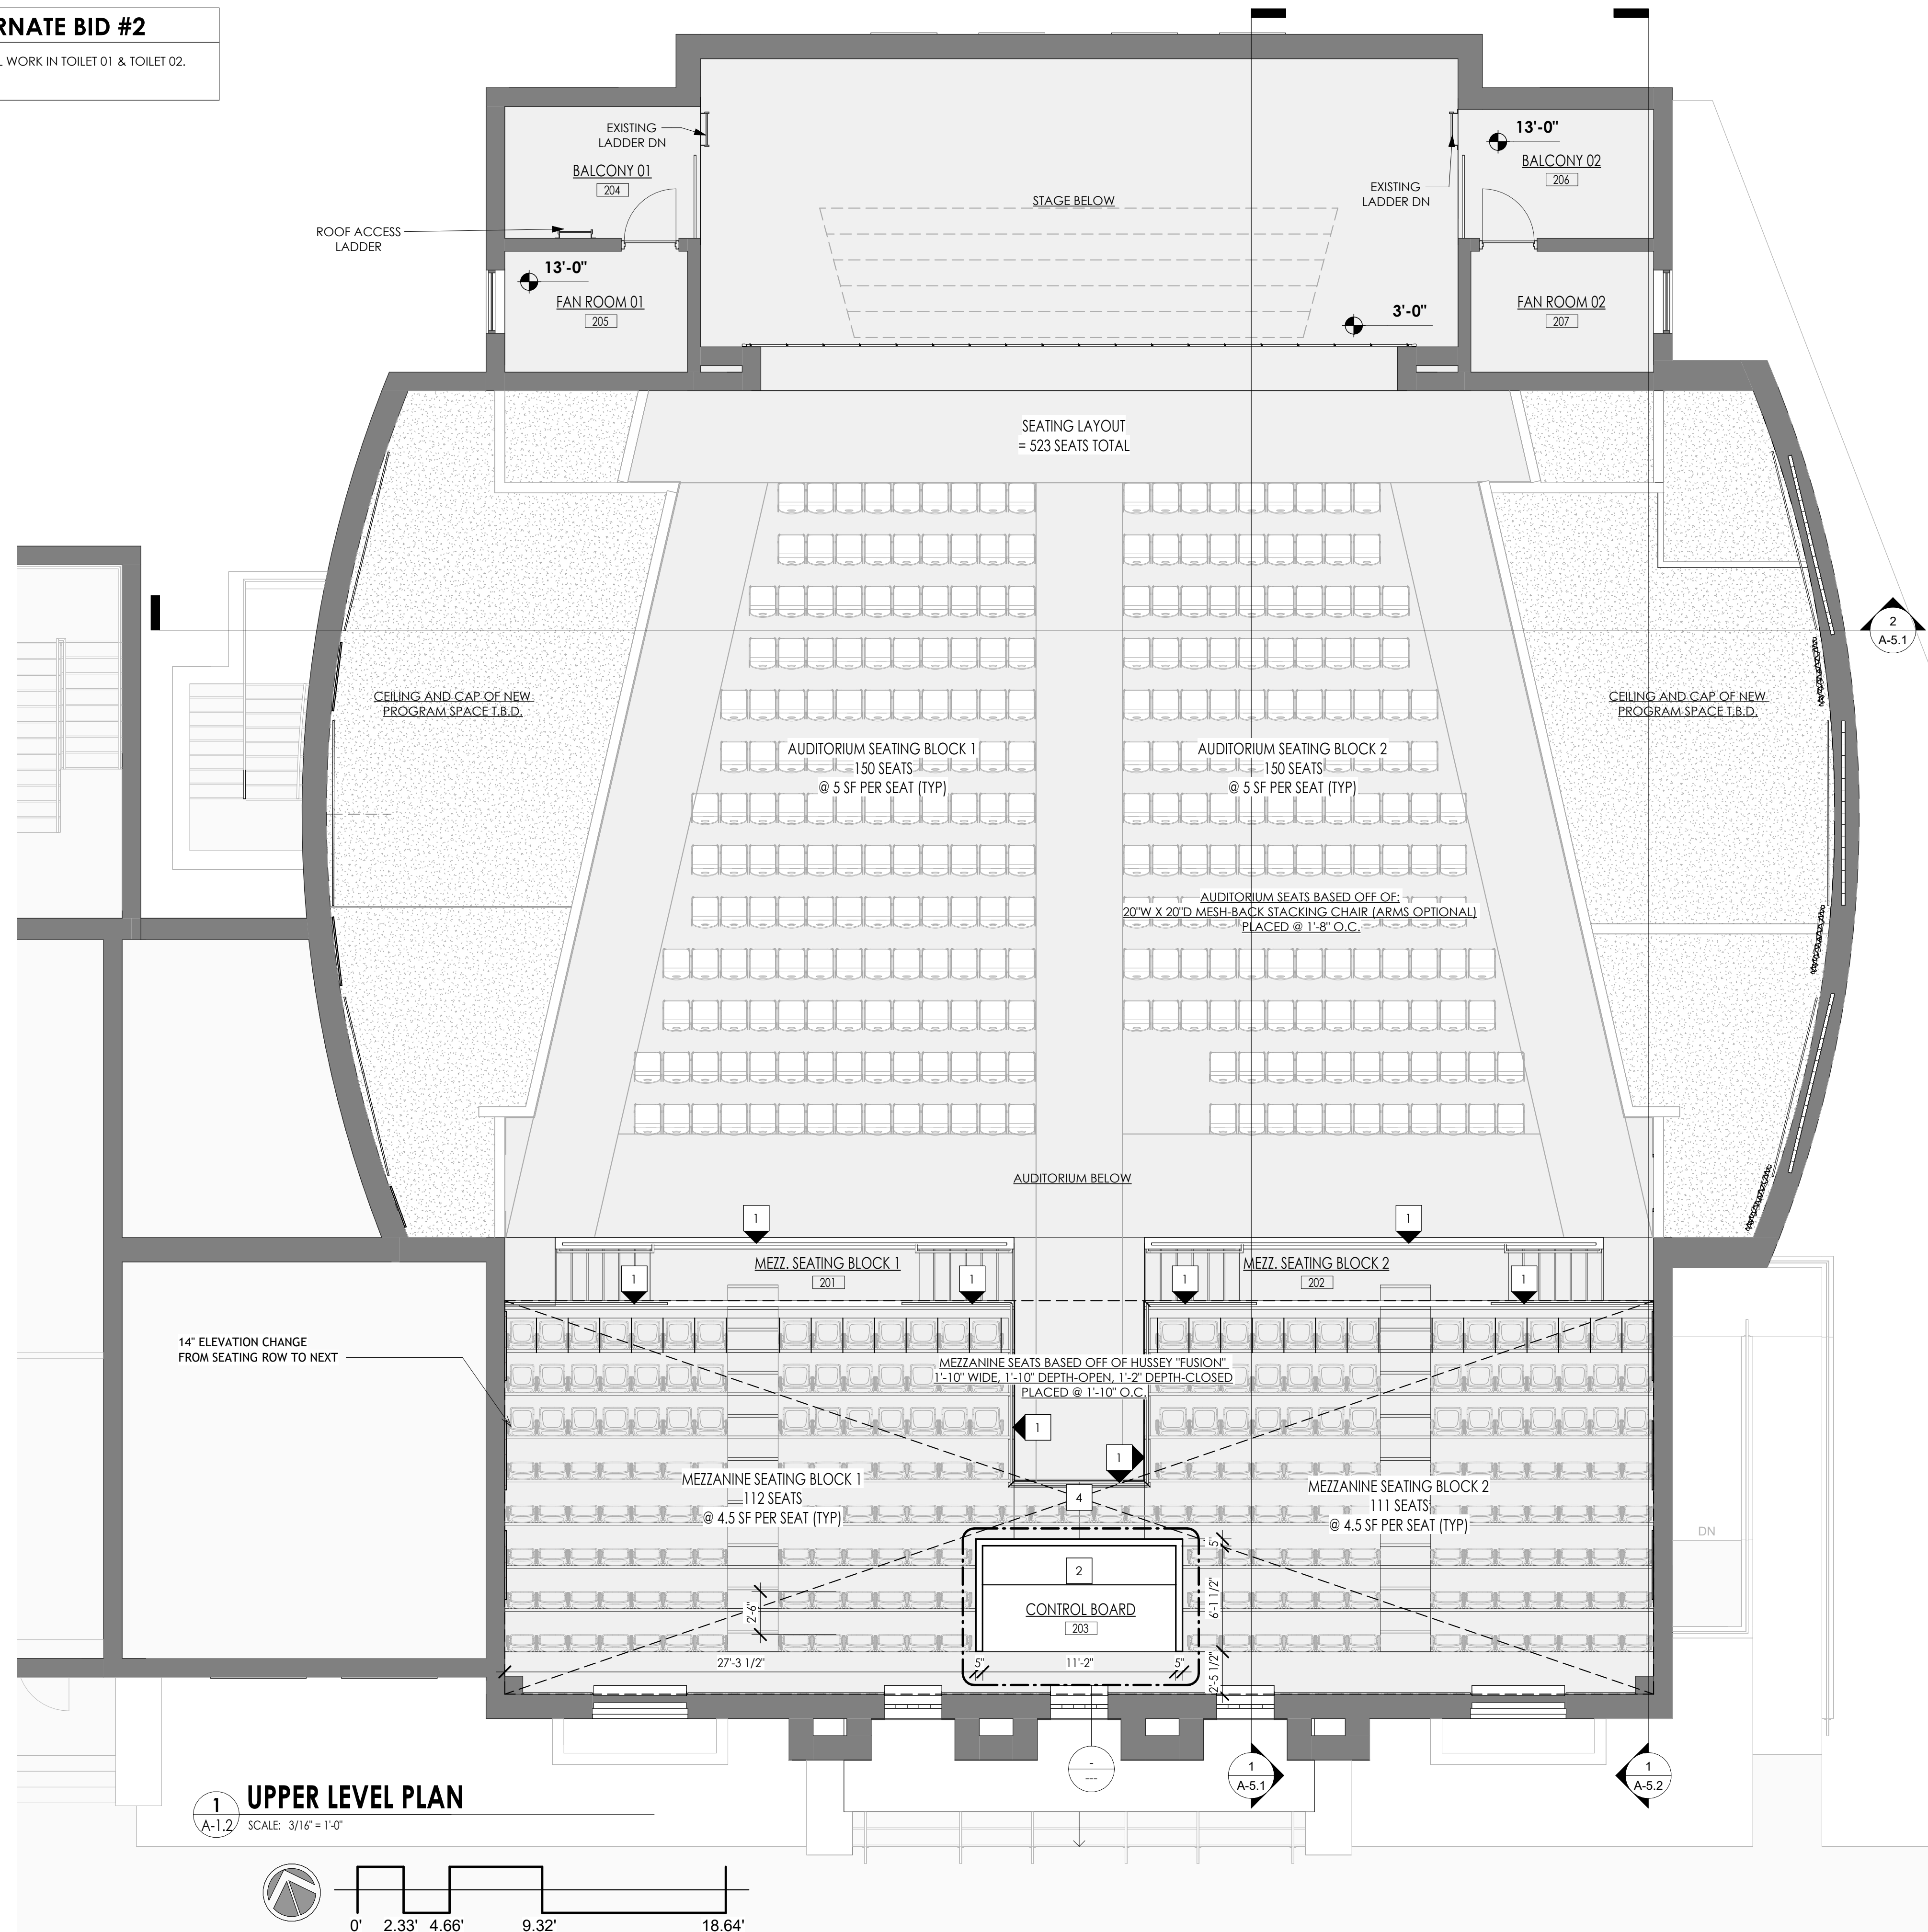 RNATE BID #2
WORK IN TOILET 01 & TOILET 02.
EXISTING
LADDER DN
13'-0"
BALCONY 01
204
BALCONY 02
206
STAGE BELOW
EXISTING
LADDER DN
ROOF ACCESS
LADDER
13'-0"
FAN ROOM 01
205
FAN ROOM 02
207
3'-0"
SEATING LAYOUT
= 523 SEATS TOTAL
2
A-5.1
CEILING AND CAP OF NEW
PROGRAM SPACE T.B.D.
CEILING AND CAP OF NEW
PROGRAM SPACE T.B.D.
AUDITORIUM SEATING BLOCK 1
150 SEATS
@ 5 SF PER SEAT (TYP)
AUDITORIUM SEATING BLOCK 2
150 SEATS
@ 5 SF PER SEAT (TYP)
AUDITORIUM SEATS BASED OFF OF:
20"W X 20"D MESH-BACK STACKING CHAIR (ARMS OPTIONAL)
PLACED @ 1'-8" O.C.
AUDITORIUM BELOW
1
1
MEZZ. SEATING BLOCK 1
201
MEZZ. SEATING BLOCK 2
202
1
1
1
1
14" ELEVATION CHANGE
FROM SEATING ROW TO NEXT
MEZZANINE SEATS BASED OFF OF HUSSEY "FUSION"
1'-10" WIDE, 1'-10" DEPTH-OPEN, 1'-2" DEPTH-CLOSED
PLACED @ 1'-10" O.C.
1
1
MEZZANINE SEATING BLOCK 1
112 SEATS
@ 4.5 SF PER SEAT (TYP)
MEZZANINE SEATING BLOCK 2
111 SEATS
@ 4.5 SF PER SEAT (TYP)
4
DN
5"
2
CONTROL BOARD
203
6'-1 1/2"
2'-6"
27'-3 1/2"
5"
11'-2"
5"
2'-5 1/2"
-
---
1
A-5.1
1
A-5.2
1
A-1.2
UPPER LEVEL PLAN
SCALE: 3/16" = 1'-0"
0' 2.33' 4.66' 9.32' 18.64'